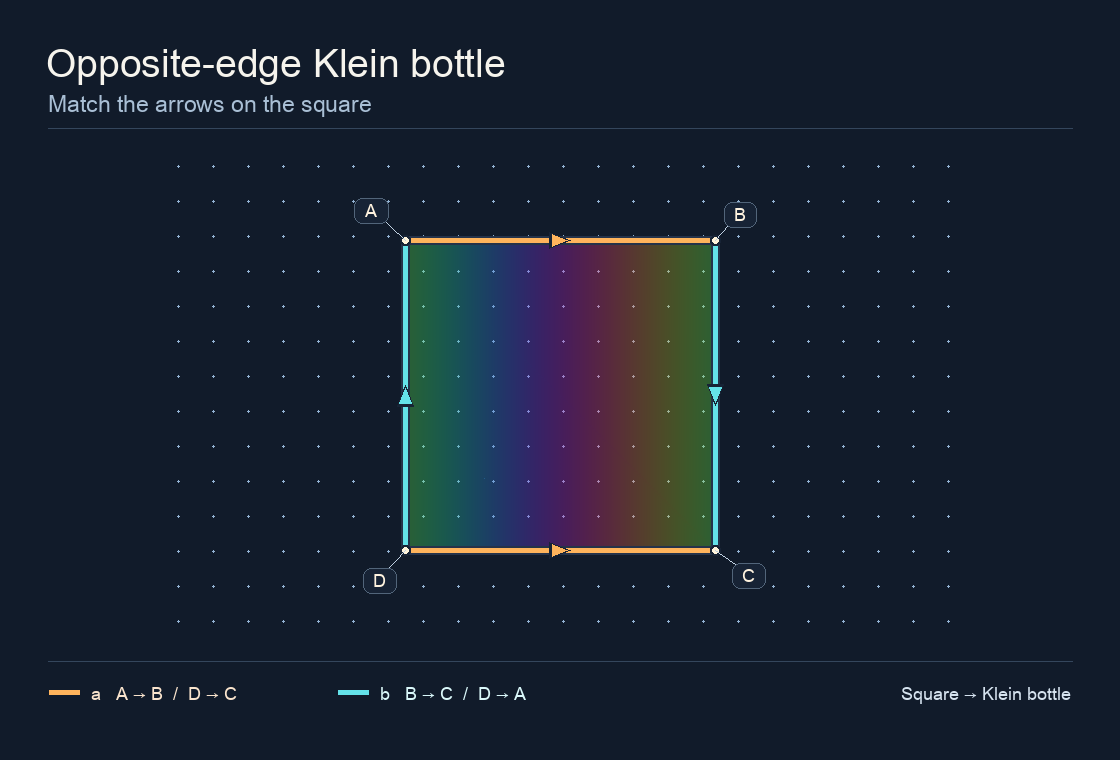 Opposite-edge Klein bottle
Match the arrows on the square
A
B
D
C
a A→B / D→C
b B→C / D→A
Square→Klein bottle